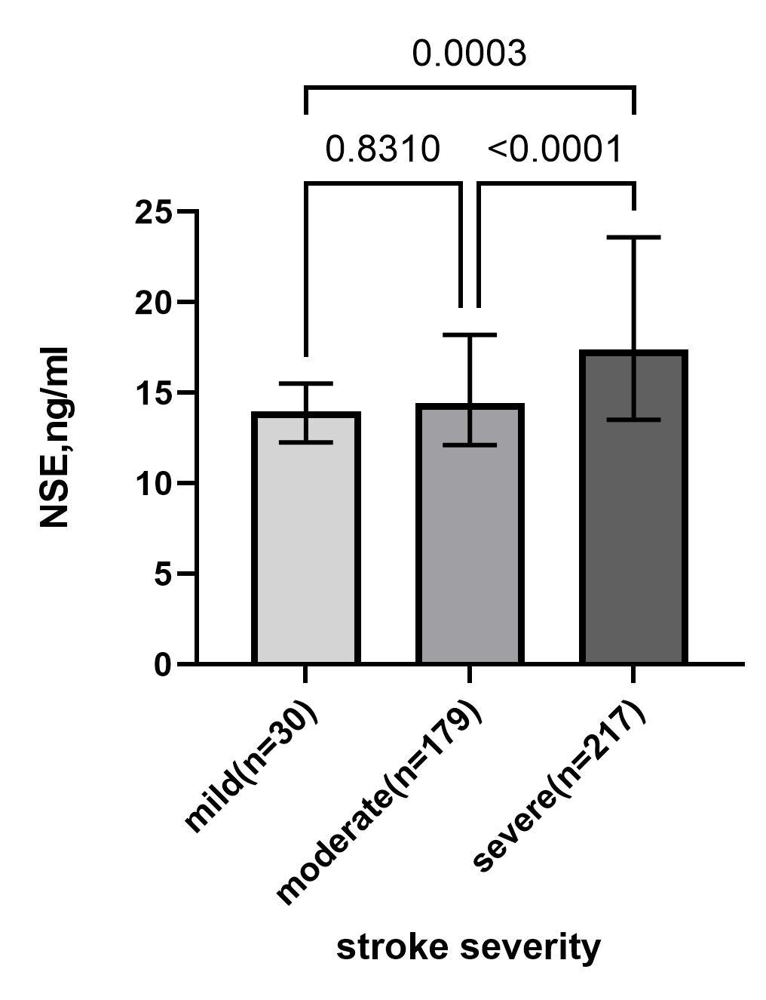 0.0003
0.8310 <0.0001
25
20
15
10
5
0
NSE,ng/ml
mild(n=30)
moderate(n=179)
severe(n=217)
stroke severity